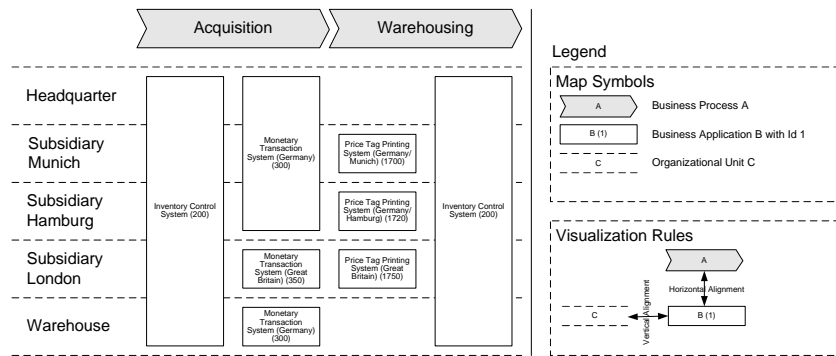 Acquisition
Warehousing
Headquarter
Subsidiary
Munich
Subsidiary
Hamburg
Subsidiary
London
Warehouse
Inventory Control
System (200)
Monetary
Transaction
System (Germany)
(300)
Monetary
Transaction
System (Great
Britain) (350)
Monetary
Transaction
System (Germany)
(300)
Price Tag Printing
System (Germany/
Munich) (1700)
Price Tag Printing
System (Germany/
Hamburg) (1720)
Price Tag Printing
System (Great
Britain) (1750)
Inventory Control
System (200)
Legend
Map Symbols
A
Business Process A
B (1)
Business Application B with Id 1
C
Organizational Unit C
Visualization Rules
A
Horizontal Alignment
Vertical Alignment
C
B (1)